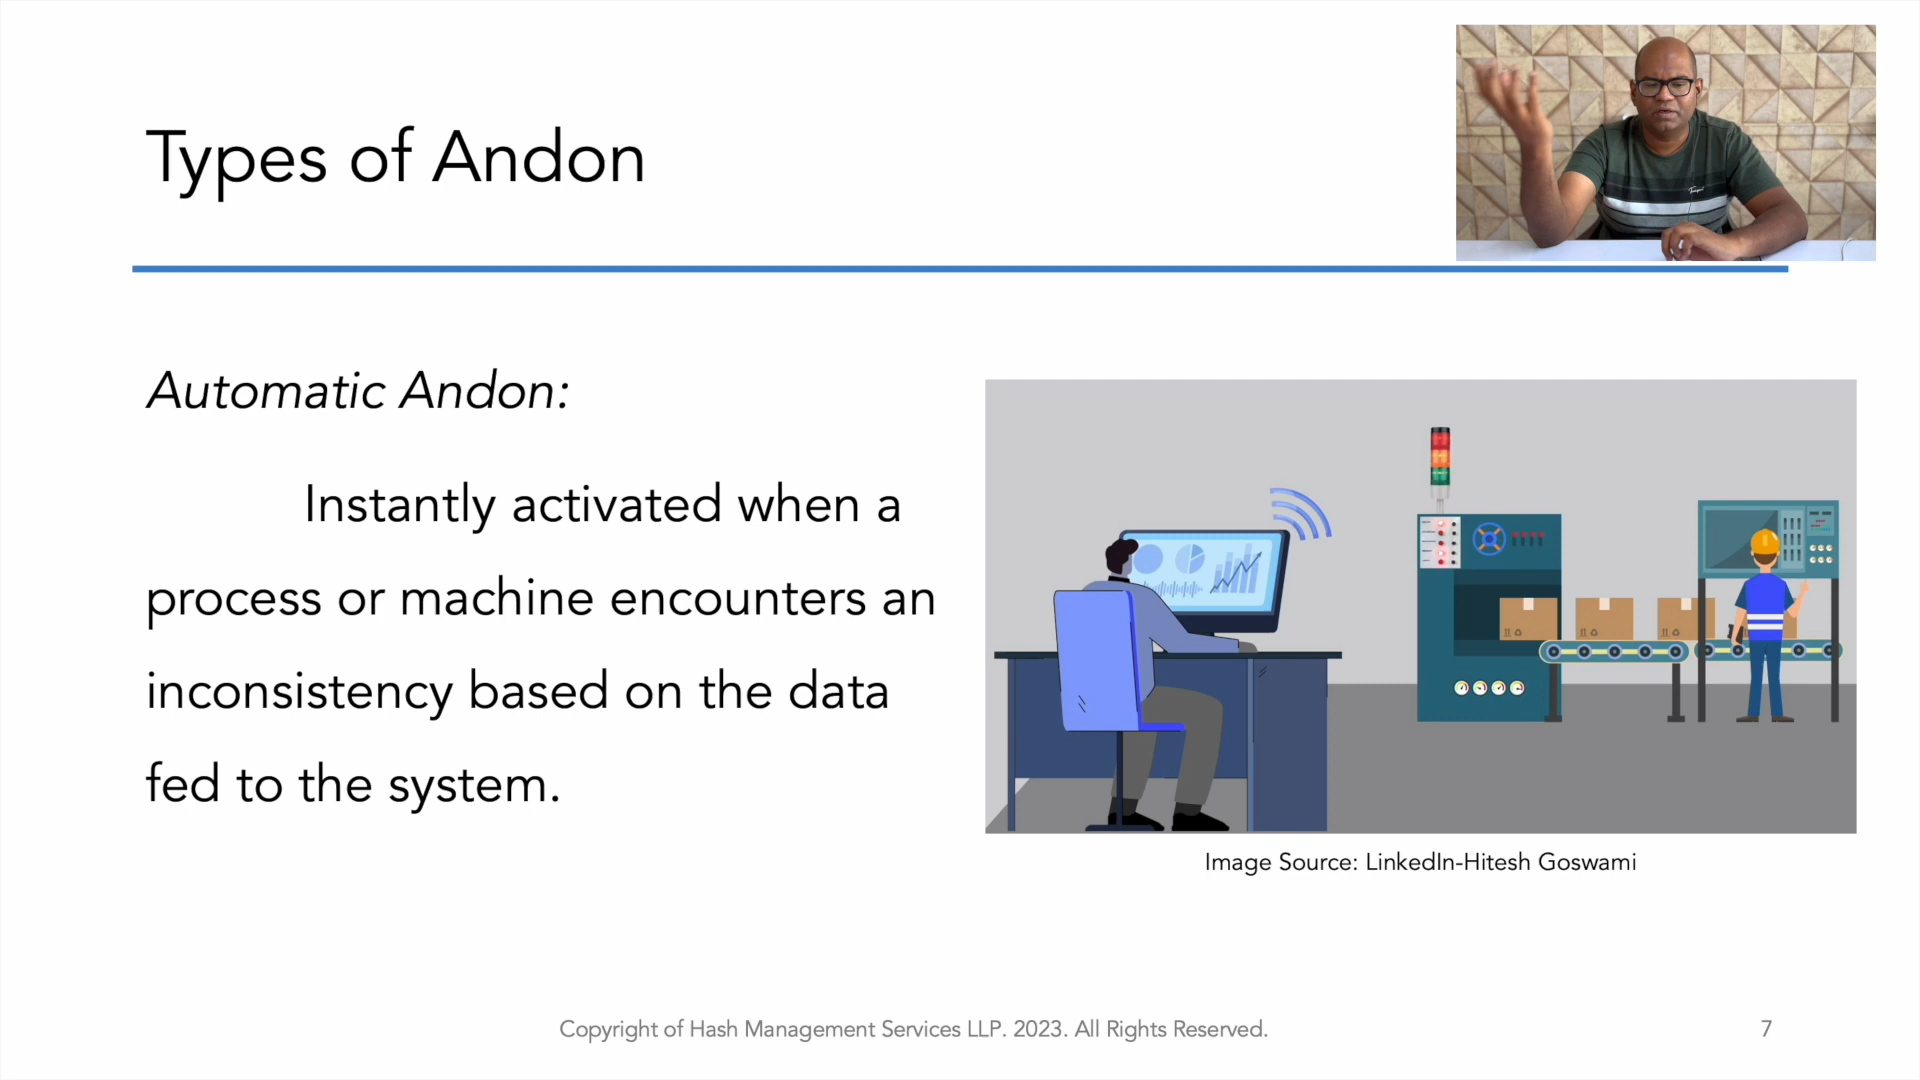 Types of Andon
Automatic Andon:
Instantly activated when a
process or machine encounters an
inconsistency based on the data
fed to the system.
Image Source: LinkedIn-Hitesh Goswami
Copyright of Hash Management Services LLP. 2023. All Rights Reserved.
7